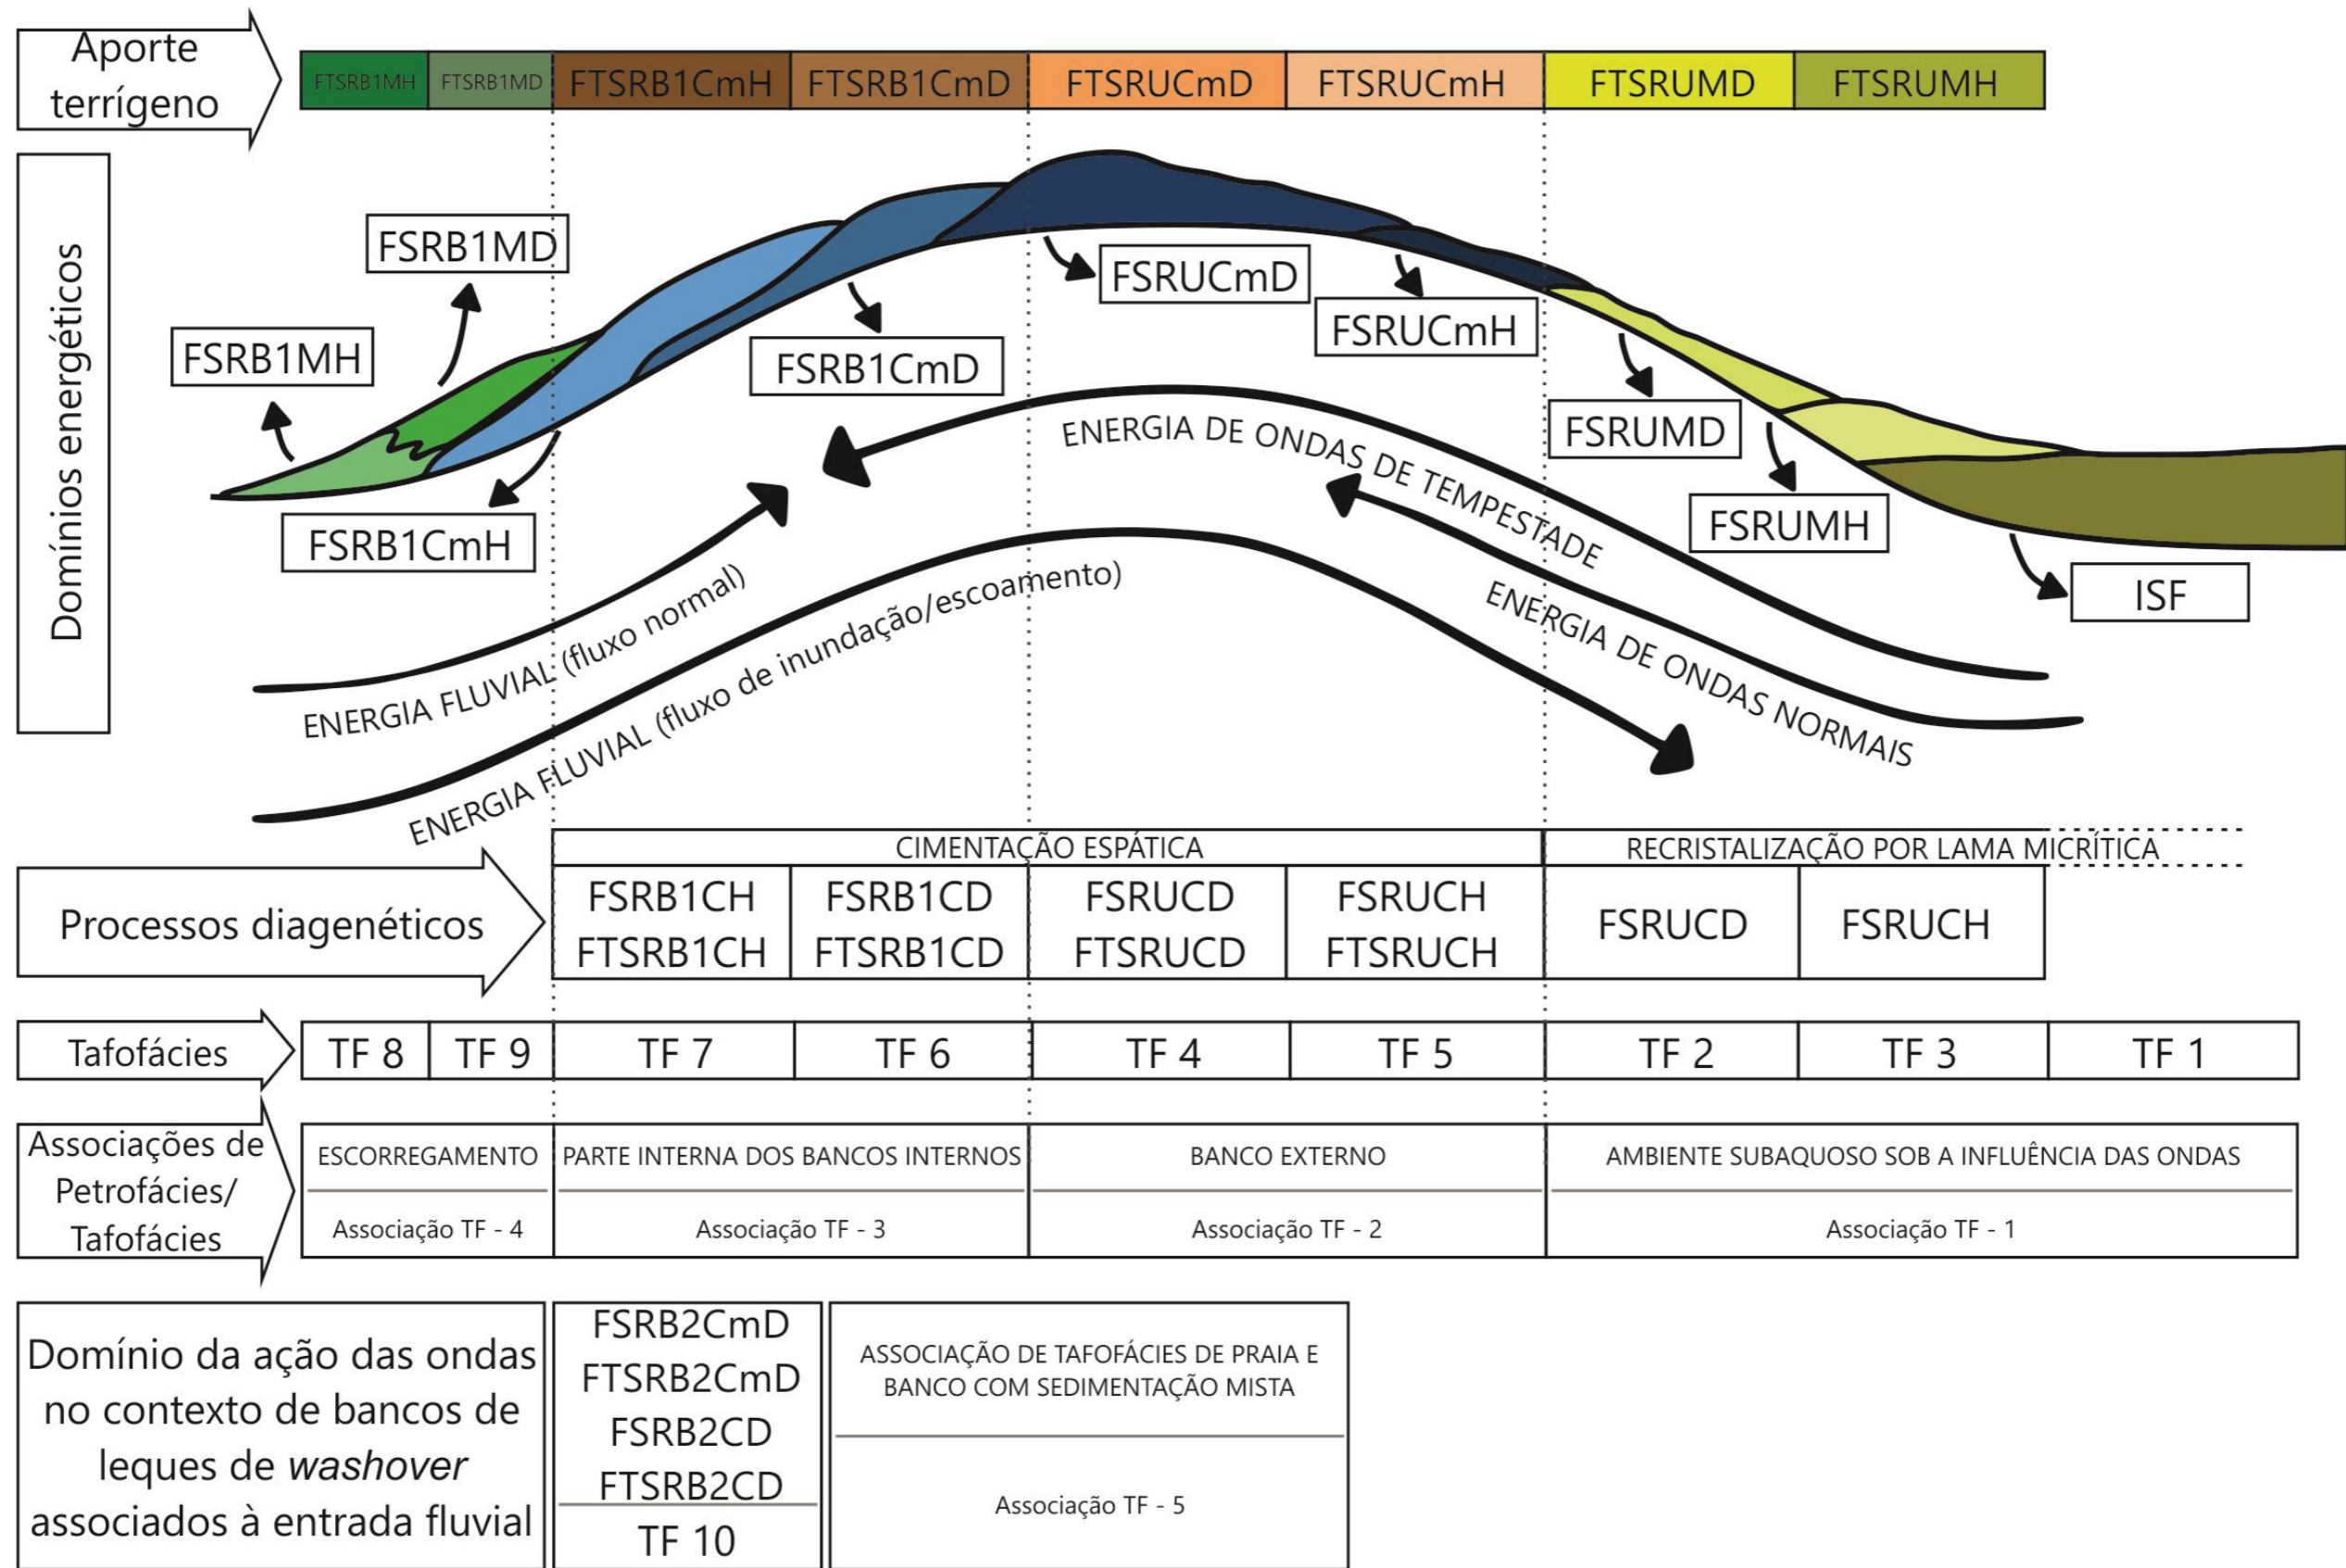 Aporte
terrígeno
FTSRB1MH
FTSRB1MD
FTSRB1CmH
FTSRB1CmD
FTSRUCmD
FTSRUCmH
FTSRUMD
FTSRUMH
Domínios energéticos
FSRB1MD
FSRB1MH
FSRB1CmH
FSRB1CmD
FSRUCmD
FSRUCmH
FSRUMD
FSRUMH
ISF
ENERGIA DE ONDAS DE TEMPESTADE
ENERGIA DE ONDAS NORMAIS
ENERGIA FLUVIAL (fluxo normal)
ENERGIA FLUVIAL (fluxo de inundação/escoamento)
CIMENTAÇÃO ESPÁTICA
RECRISTALIZAÇÃO POR LAMA MICRÍTICA
Processos diagenéticos
FSRB1CH
FTSRB1CH
FSRB1CD
FTSRB1CD
FSRUCD
FTSRUCD
FSRUCH
FTSRUCH
FSRUCD
FSRUCH
Tafofácies
TF 8
TF 9
TF 7
TF 6
TF 4
TF 5
TF 2
TF 3
TF 1
Associações de
Petrofácies/
Tafofácies
ESCORREGAMENTO
Associação TF - 4
PARTE INTERNA DOS BANCOS INTERNOS
Associação TF - 3
BANCO EXTERNO
Associação TF - 2
AMBIENTE SUBAQUOSO SOB A INFLUÊNCIA DAS ONDAS
Associação TF - 1
Domínio da ação das ondas
no contexto de bancos de
leques de washover
associados à entrada fluvial
FSRB2CmD
FTSRB2CmD
FSRB2CD
FTSRB2CD
TF 10
ASSOCIAÇÃO DE TAFOFÁCIES DE PRAIA E
BANCO COM SEDIMENTAÇÃO MISTA
Associação TF - 5